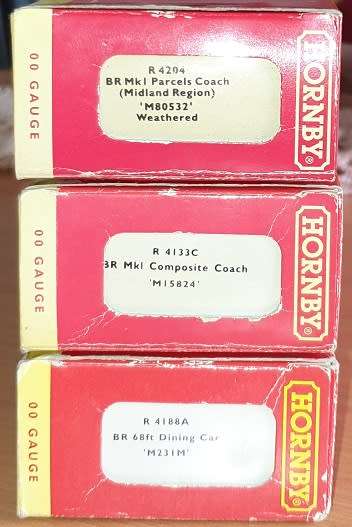 00 GAUGE
R 4204
BR Mk1 Parcels Coach
(Midland Region)
'M80532'
Weathered
HORNBY®
00 GAUGE
R 4133C
BR Mk1 Composite Coach
'M15824'
HORNBY®
00 GAUGE
R 4188A
BR 68ft Dining Car
'M231M'
HORNBY®